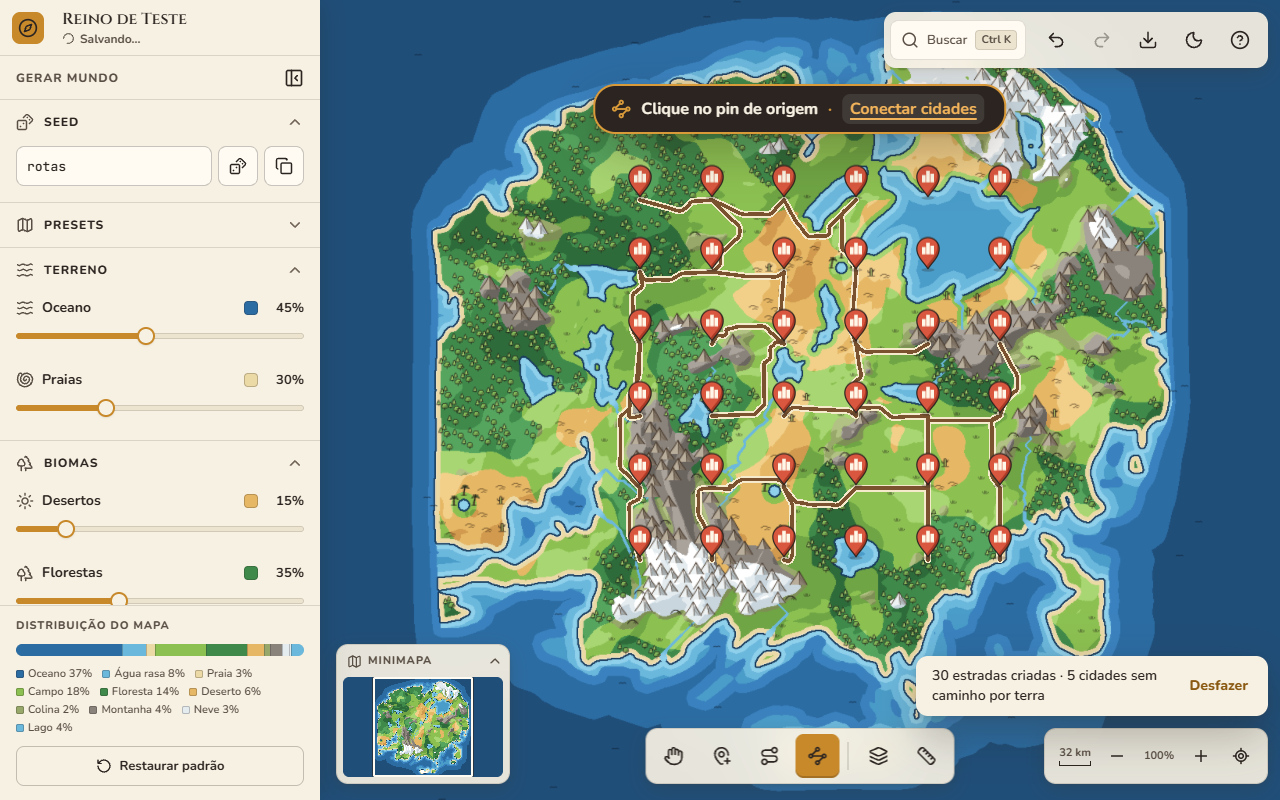 Reino de Teste
Salvando...
GERAR MUNDO
SEED
rotas
PRESETS
TERRENO
Oceano 45%
Praias 30%
BIOMAS
Desertos 15%
Florestas 35%
DISTRIBUIÇÃO DO MAPA
Oceano 37% Água rasa 8% Praia 3%
Campo 18% Floresta 14% Deserto 6%
Colina 2% Montanha 4% Neve 3%
Lago 4%
Restaurar padrão
Buscar Ctrl K
Clique no pin de origem · Conectar cidades
MINIMAPA
30 estradas criadas · 5 cidades sem
caminho por terra
Desfazer
32 km
100%